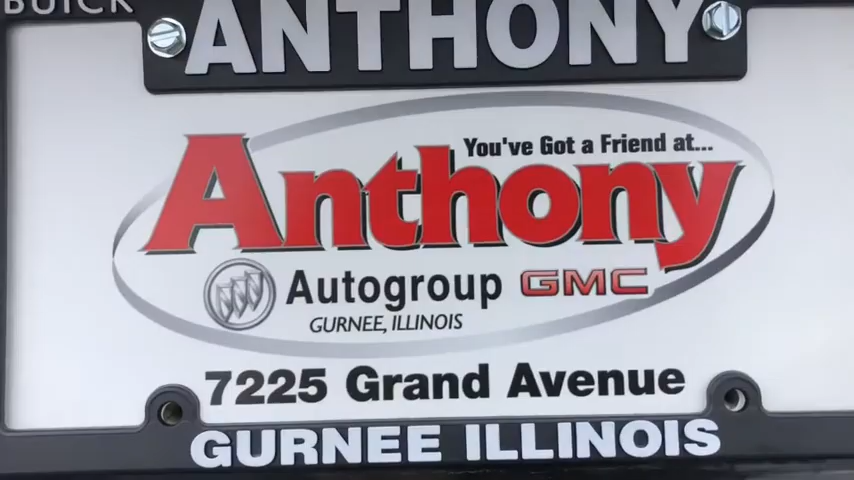 BUICK
ANTHONY
You've Got a Friend at...
Anthony
Autogroup GMC
GURNEE, ILLINOIS
7225 Grand Avenue
GURNEE ILLINOIS